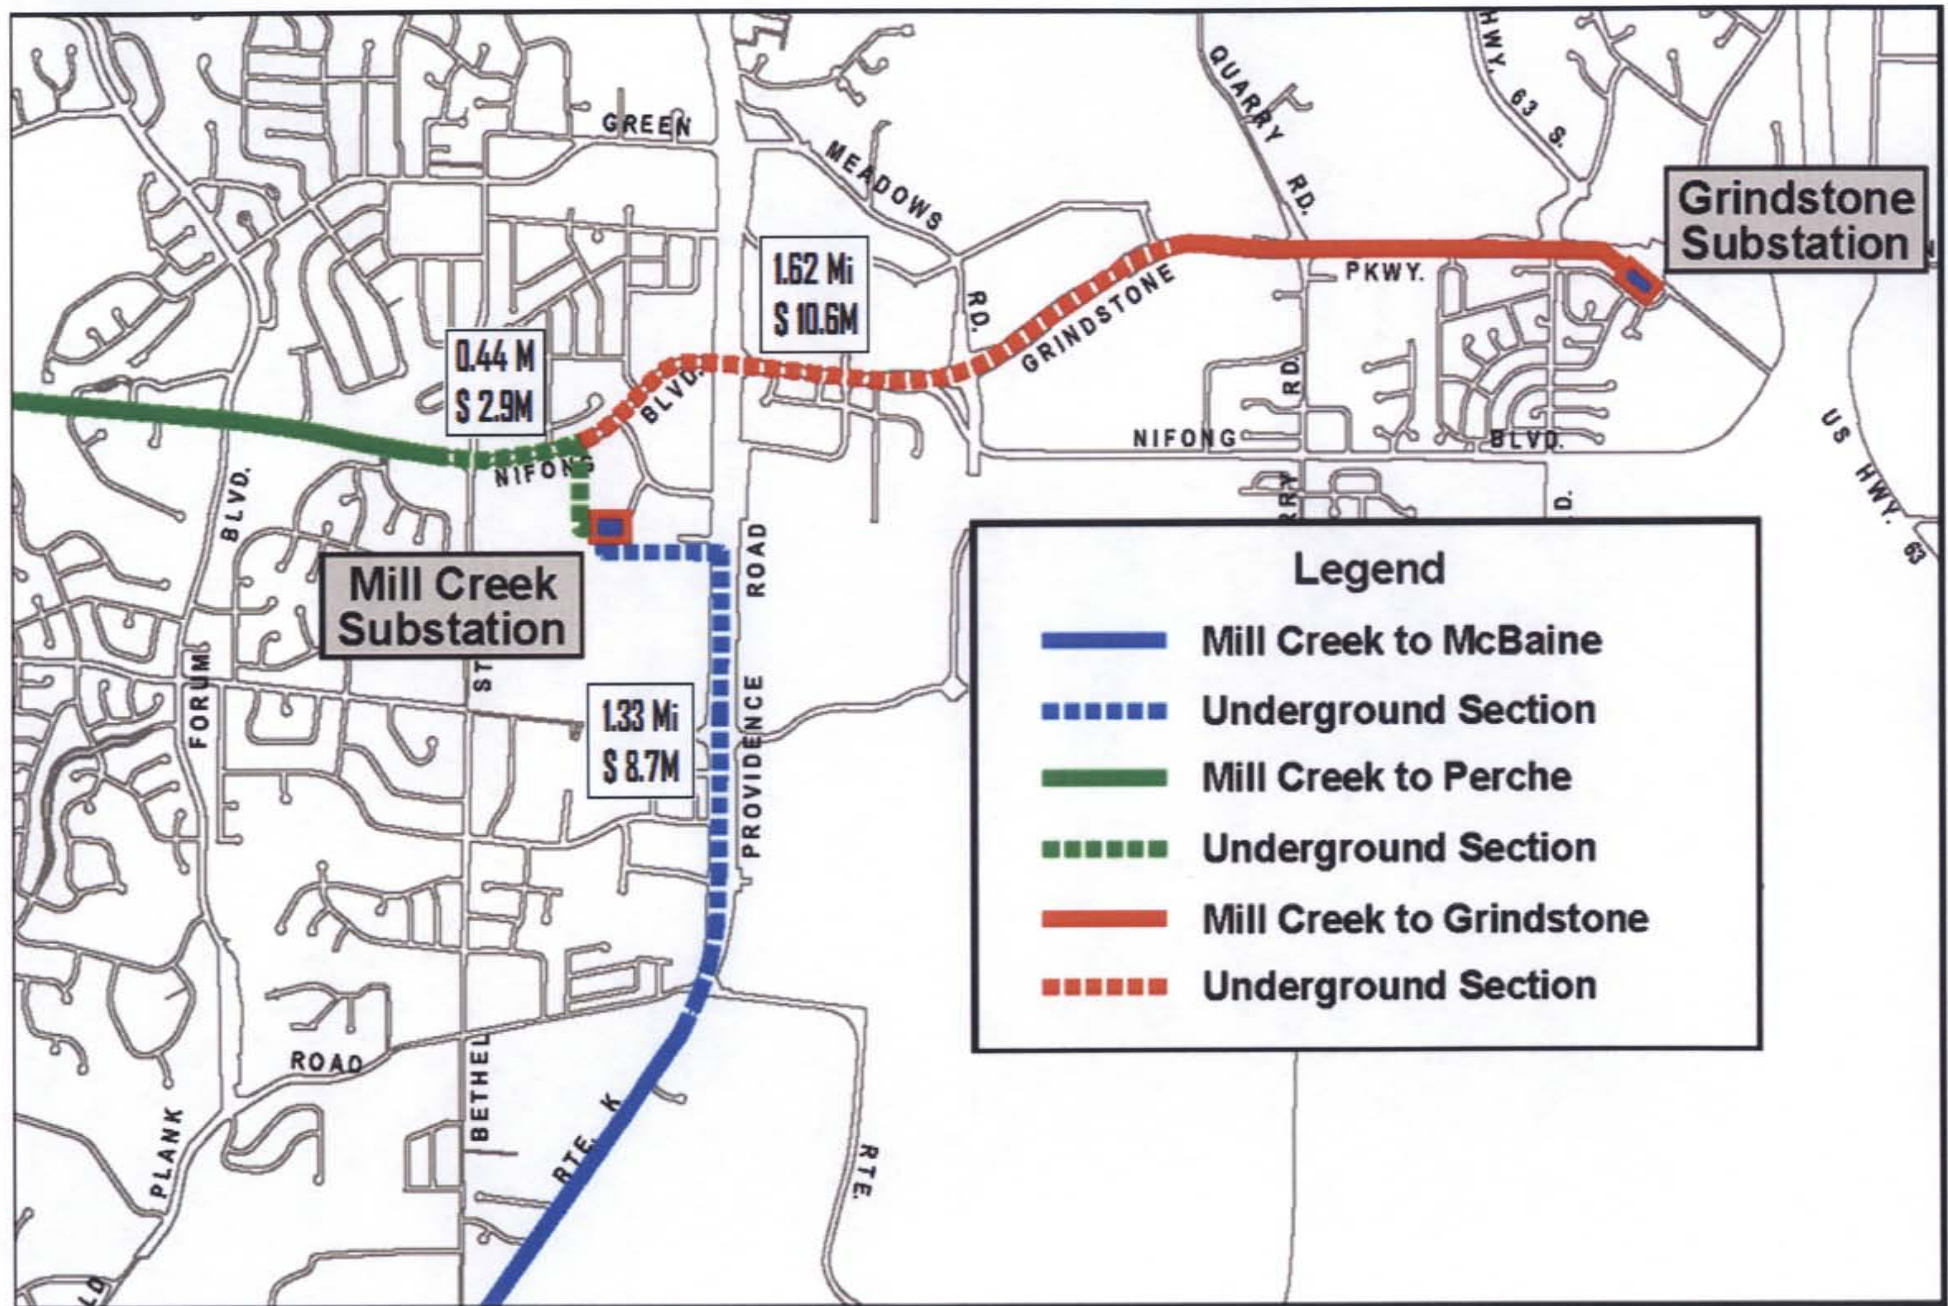 GREEN
MEADOWS
RD.
QUARRY
RD.
HWY. 63 S.
Grindstone
Substation
1.62 Mi
$ 10.6M
PKWY.
GRINDSTONE
0.44 M
$ 2.9M
BLVD.
NIFONG
NIFONG
BLVD.
RD.
US HWY. 63
BLVD.
FORUM
Mill Creek
Substation
ST
ROAD
PROVIDENCE
1.33 Mi
$ 8.7M
Legend
Mill Creek to McBaine
Underground Section
Mill Creek to Perche
Underground Section
Mill Creek to Grindstone
Underground Section
ROAD
BETHEL
PLANK
RTE. K
RTE.